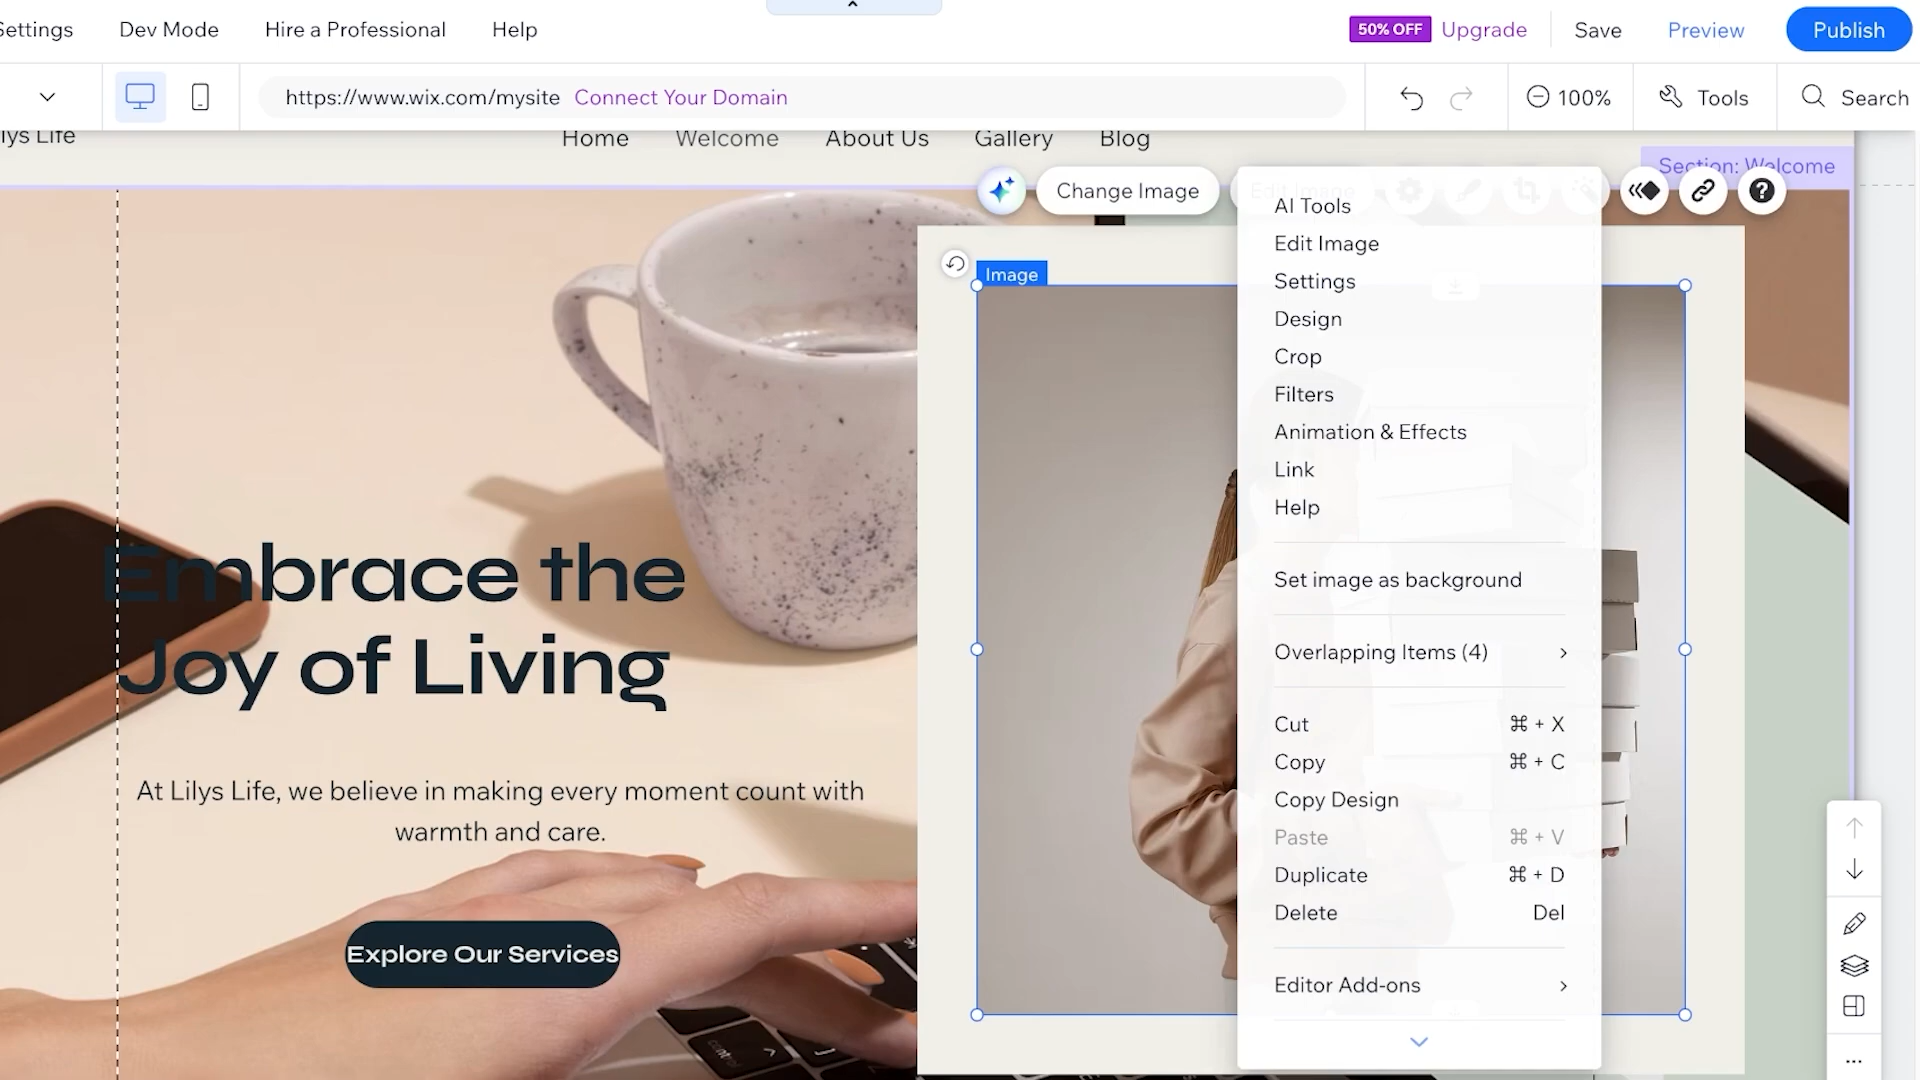 Settings
Dev Mode
Hire a Professional
Help
50% OFF
Upgrade
Save
Preview
Publish
https://www.wix.com/mysite
Connect Your Domain
100%
Tools
Search
lys Life
Home
Welcome
About Us
Gallery
Blog
Section: Welcome
Change Image
Edit Image
Image
AI Tools
Edit Image
Settings
Design
Crop
Filters
Animation & Effects
Link
Help
Set image as background
Overlapping Items (4)
Cut ⌘ + X
Copy ⌘ + C
Copy Design
Paste ⌘ + V
Duplicate ⌘ + D
Delete Del
Editor Add-ons
Embrace the
Joy of Living
At Lilys Life, we believe in making every moment count with
warmth and care.
Explore Our Services
control